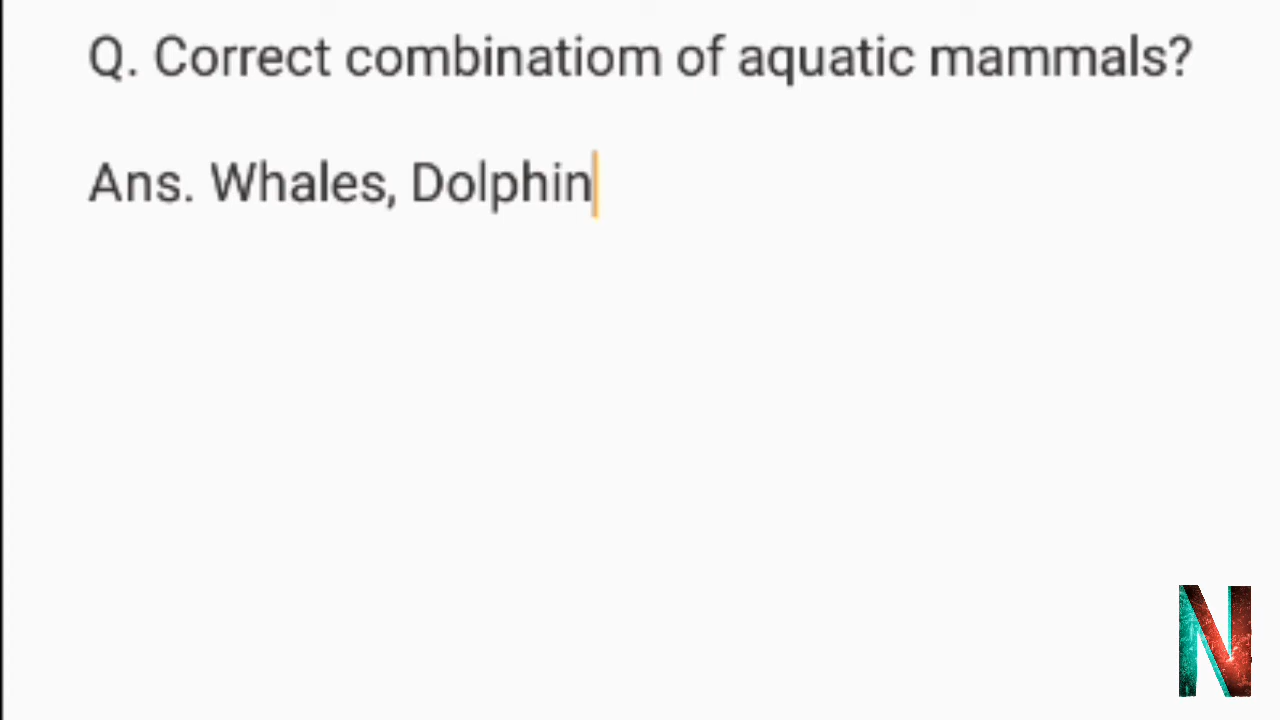 Q. Correct combinatiom of aquatic mammals?
Ans. Whales, Dolphin
N